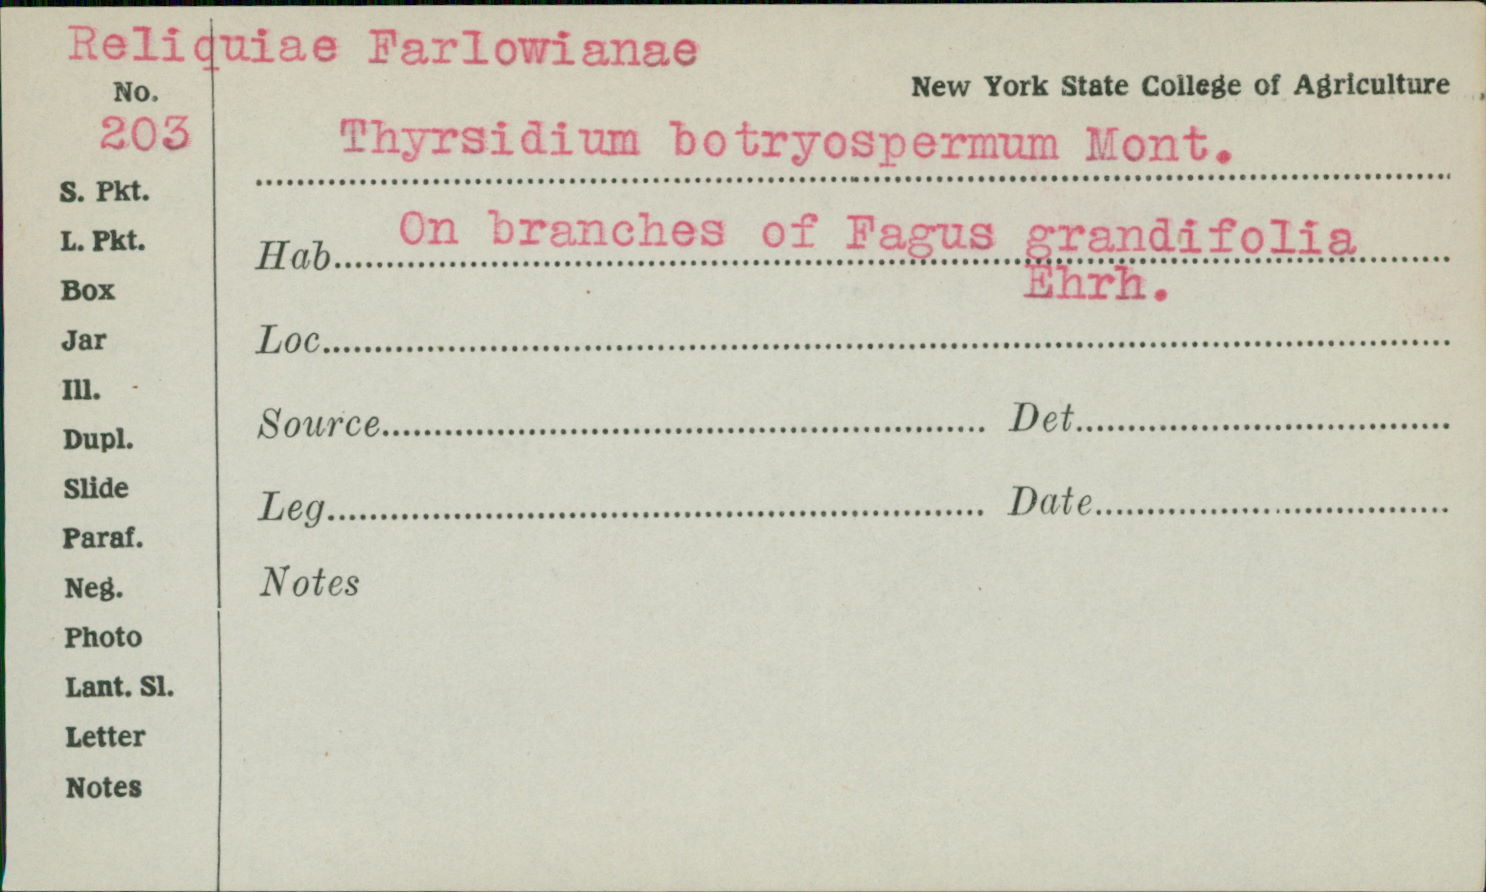 Reliquiae Farlowianae
New York State College of Agriculture
No.
203
Thyrsidium botryospermum Mont.
S. Pkt.
L. Pkt.
Box
Jar
Ill.
Dupl.
Slide
Paraf.
Neg.
Photo
Lant. Sl.
Letter
Notes
Hab. On branches of Fagus grandifolia
Ehrh.
Loc.
Source Det.
Leg. Date
Notes